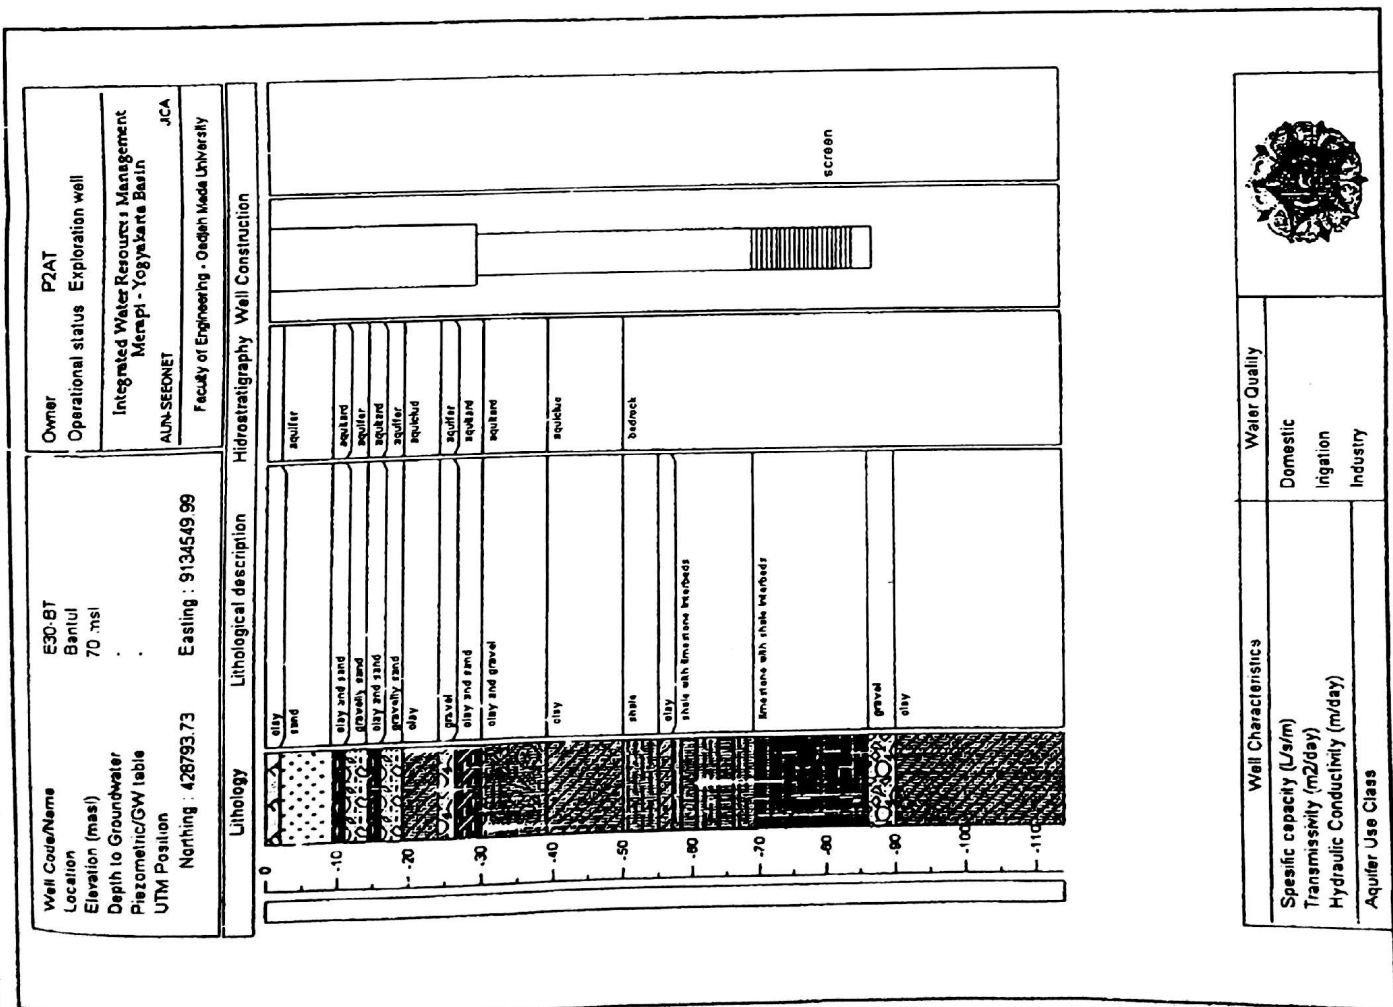 Well Code/Name E30-BT
Location Bantul
Elevation (masl) 70 .msl
Depth to Groundwater .
Piezometric/GW table .
UTM Position
Northing : 428793.73 Easting : 9134549.99
Owner P2AT
Operational status Exploration well
Integrated Water Resources Management
Merapi - Yogyakarta Basin
AUN-SEEDNET JICA
Faculty of Engineering - Gadjah Mada University
Lithology Lithological description Hidrostratigraphy Well Construction
0
-10
-20
-30
-40
-50
-60
-70
-80
-90
-100
-110
clay
sand
clay and sand
gravelly sand
clay and sand
gravelly sand
clay
gravel
clay and sand
clay and gravel
clay
shale
clay
shale with limestone interbeds
limestone with shale interbeds
gravel
clay
aquifer
aquitard
aquifer
aquitard
aquifer
aquiclud
aquifer
aquitard
aquitard
aquiclud
bedrock
screen
Well Characteristics
Spesific capacity (L/s/m)
Transmissivity (m2/day)
Hydraulic Conductivity (m/day)
Aquifer Use Class
Water Quality
Domestic
Irigation
Industry